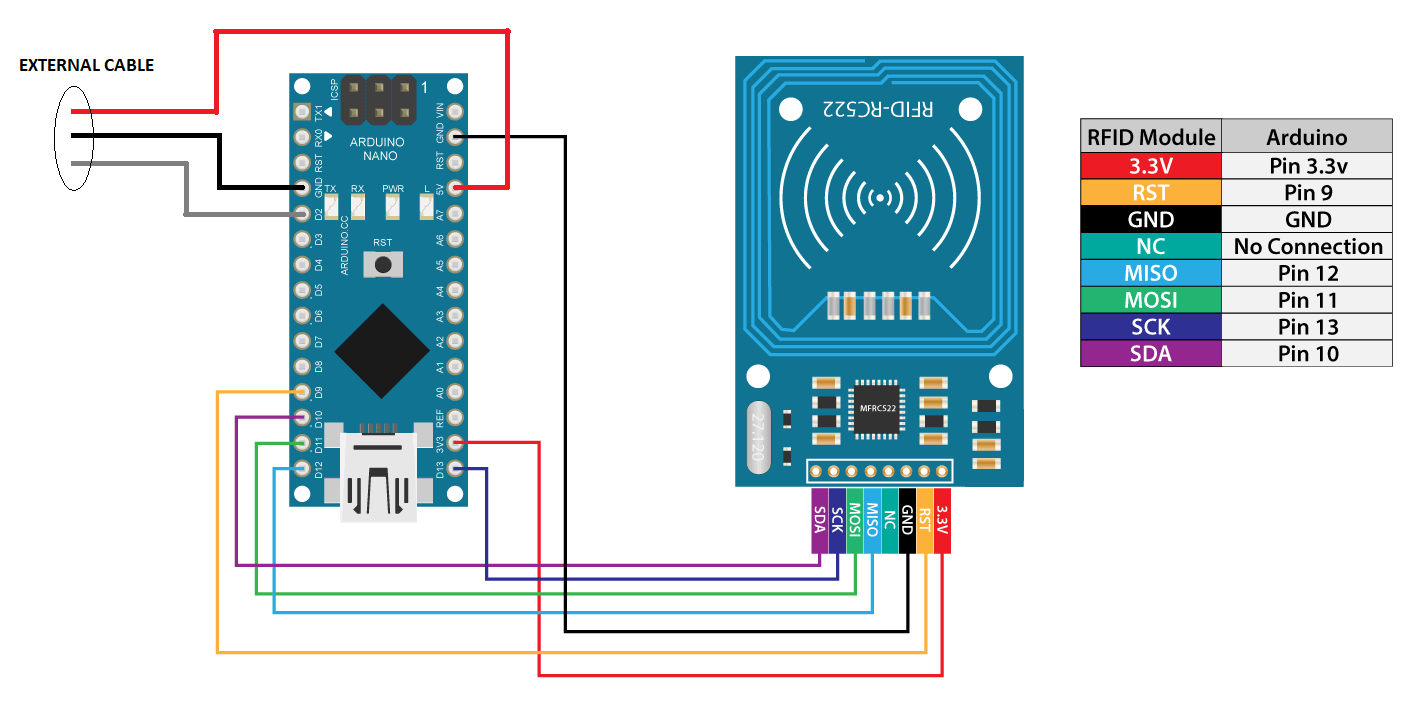 EXTERNAL CABLE
ICSP
1
TX1
RX0
RST
GND
D2
D3
D4
D5
D6
D7
D8
D9
D10
D11
D12
VIN
GND
RST
5V
A7
A6
A5
A4
A3
A2
A1
A0
REF
3V3
D13
ARDUINO
NANO
TX
RX
PWR
L
ARDUINO.CC
RST
RFID-RC522
MFRC522
27.120
SDA
SCK
MOSI
MISO
NC
GND
RST
3.3V
RFID Module Arduino
3.3V Pin 3.3v
RST Pin 9
GND GND
NC No Connection
MISO Pin 12
MOSI Pin 11
SCK Pin 13
SDA Pin 10